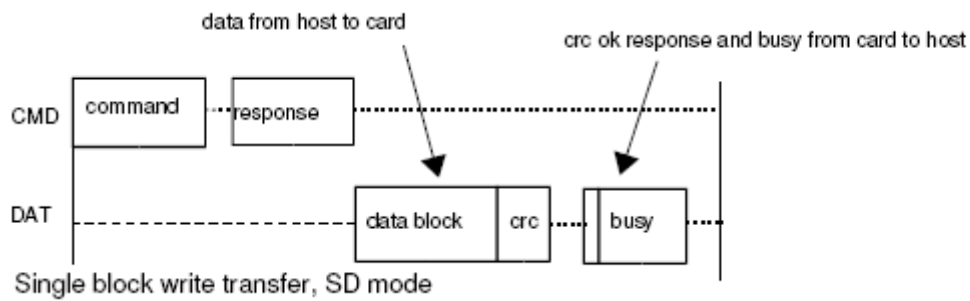 data from host to card
crc ok response and busy from card to host
CMD command response
DAT data block crc busy
Single block write transfer, SD mode